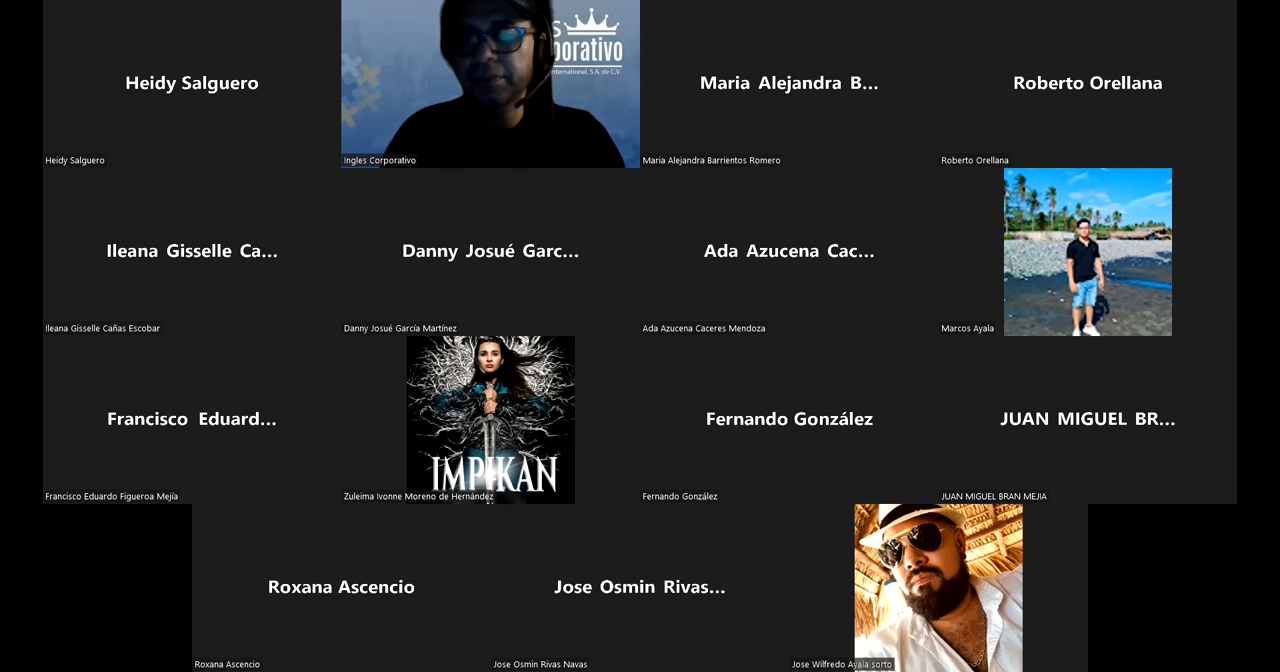 Heidy Salguero
Heidy Salguero
S
porativo
International, S.A. de C.V.
Ingles Corporativo
Maria Alejandra B...
Maria Alejandra Barrientos Romero
Roberto Orellana
Roberto Orellana
Ileana Gisselle Ca...
Ileana Gisselle Cañas Escobar
Danny Josué Garc...
Danny Josué García Martínez
Ada Azucena Cac...
Ada Azucena Caceres Mendoza
Marcos Ayala
Francisco Eduard...
Francisco Eduardo Figueroa Mejía
IMPIKAN
Zuleima Ivonne Moreno de Hernández
Fernando González
Fernando González
JUAN MIGUEL BR...
JUAN MIGUEL BRAN MEJIA
Roxana Ascencio
Roxana Ascencio
Jose Osmin Rivas...
Jose Osmin Rivas Navas
Jose Wilfredo Ayala sorto